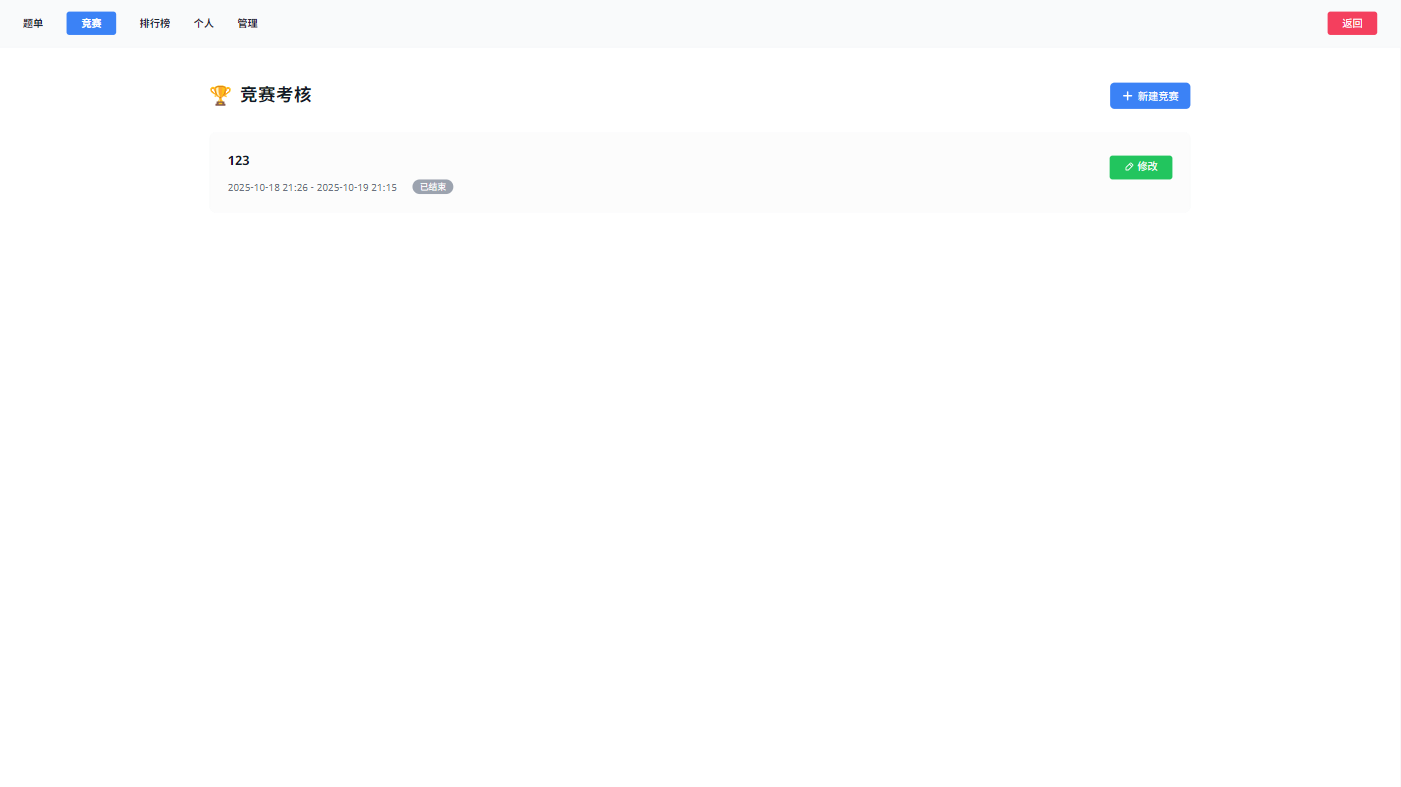 题单 竞赛 排行榜 个人 管理 返回
竞赛考核 新建竞赛
123
修改
2025-10-18 21:26 - 2025-10-19 21:15 已结束